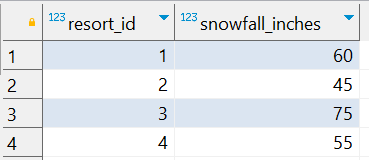 123 resort_id 123 snowfall_inches
1 1 60
2 2 45
3 3 75
4 4 55